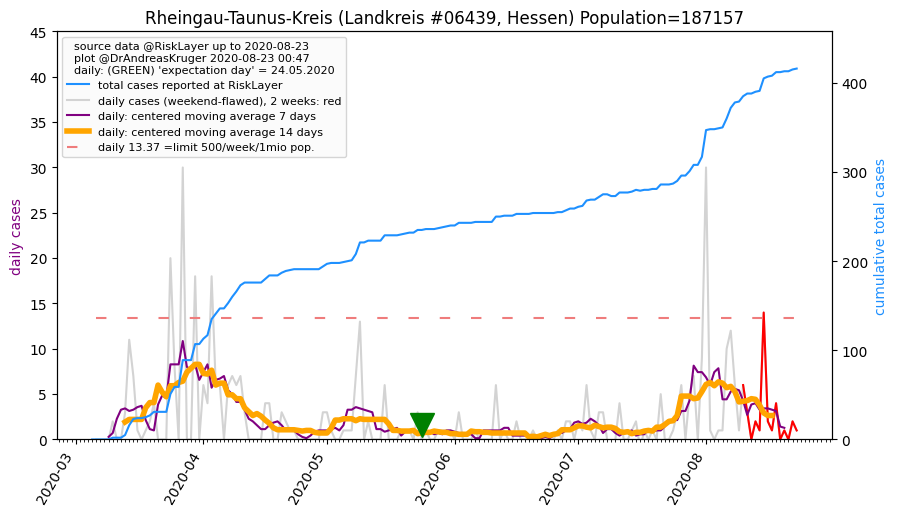 Rheingau-Taunus-Kreis (Landkreis #06439, Hessen) Population=187157
source data @RiskLayer up to 2020-08-23
plot @DrAndreasKruger 2020-08-23 00:47
daily: (GREEN) 'expectation day' = 24.05.2020
total cases reported at RiskLayer
daily cases (weekend-flawed), 2 weeks: red
daily: centered moving average 7 days
daily: centered moving average 14 days
daily 13.37 =limit 500/week/1mio pop.
daily cases
45
40
35
30
25
20
15
10
5
0
400
300
200
100
0
cumulative total cases
2020-03
2020-04
2020-05
2020-06
2020-07
2020-08